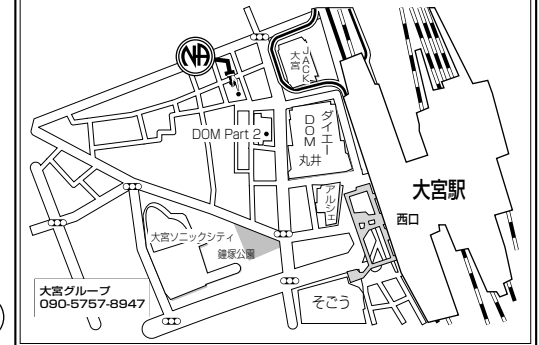 NA
大宮
JACK
DOM Part 2
ダイエー
DOM
丸井
アルシェ
大宮駅
西口
大宮ソニックシティ
鐘塚公園
そごう
大宮グループ
090-5757-8947